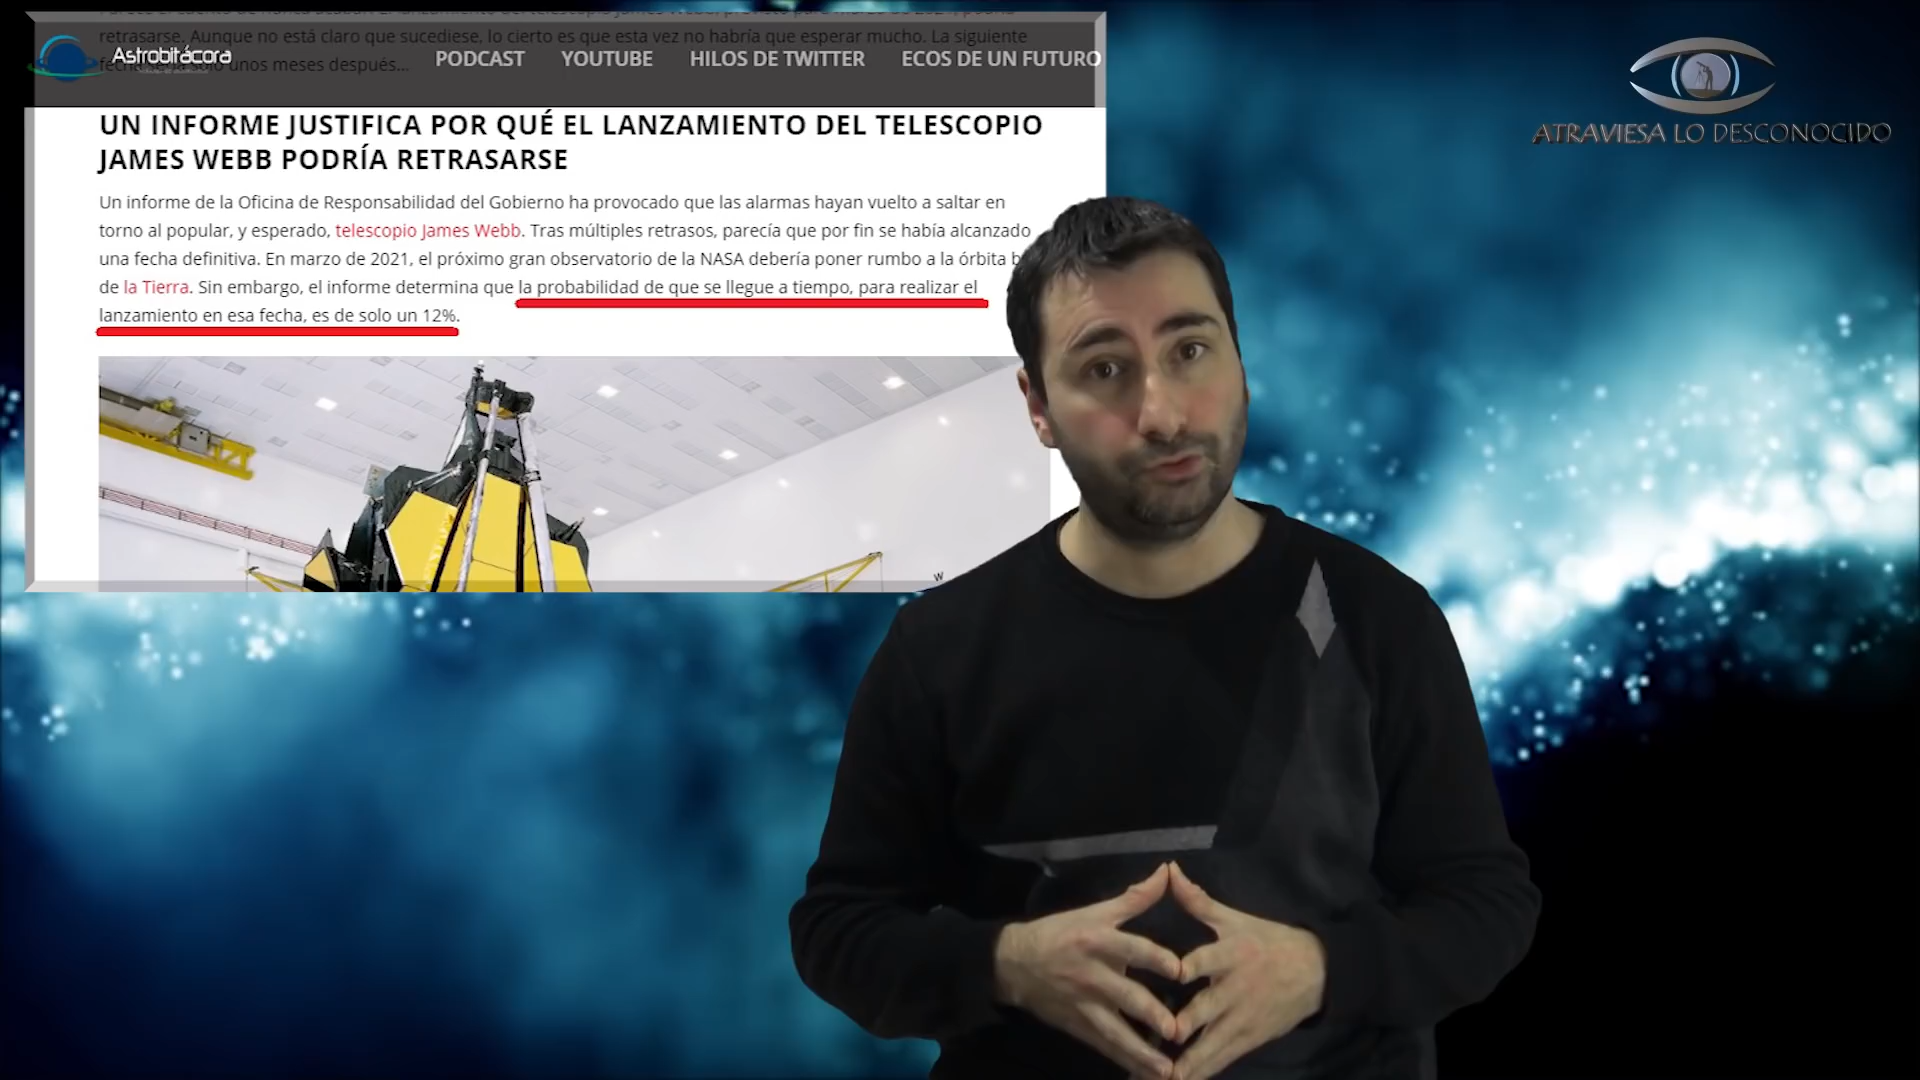 retrasarse. Aunque no está claro que sucediese, lo cierto es que esta vez no habría que esperar mucho. La siguiente
unos meses después...
Astrobitácora
PODCAST YOUTUBE HILOS DE TWITTER ECOS DE UN FUTURO
UN INFORME JUSTIFICA POR QUÉ EL LANZAMIENTO DEL TELESCOPIO
JAMES WEBB PODRÍA RETRASARSE
Un informe de la Oficina de Responsabilidad del Gobierno ha provocado que las alarmas hayan vuelto a saltar en
torno al popular, y esperado, telescopio James Webb. Tras múltiples retrasos, parecía que por fin se había alcanzado
una fecha definitiva. En marzo de 2021, el próximo gran observatorio de la NASA debería poner rumbo a la órbita
de la Tierra. Sin embargo, el informe determina que la probabilidad de que se llegue a tiempo, para realizar el
lanzamiento en esa fecha, es de solo un 12%.
ATRAVIESA LO DESCONOCIDO